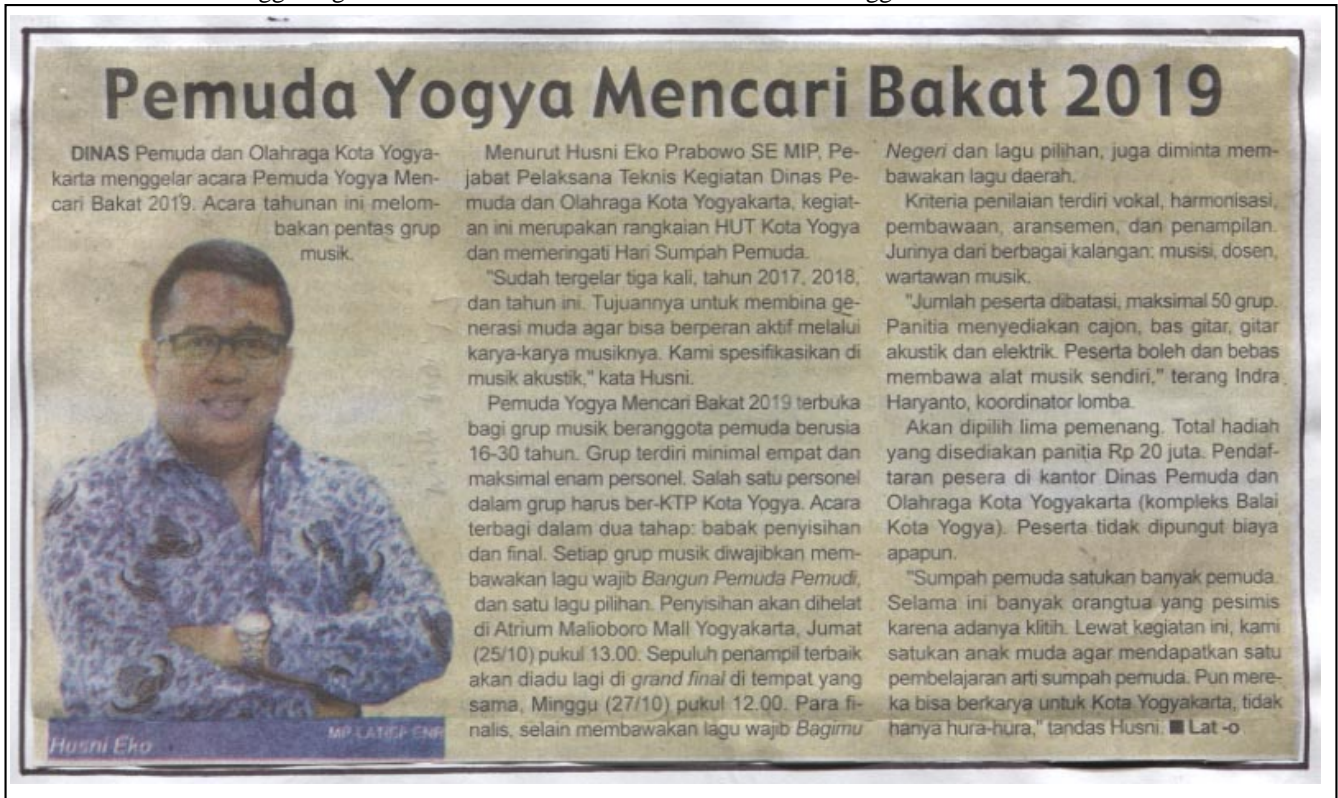 Pemuda Yogya Mencari Bakat 2019
DINAS Pemuda dan Olahraga Kota Yogya-
karta menggelar acara Pemuda Yogya Men-
cari Bakat 2019. Acara tahunan ini melom-
bakan pentas grup
musik.
Husni Eko
Menurut Husni Eko Prabowo SE MIP, Pe-
jabat Pelaksana Teknis Kegiatan Dinas Pe-
muda dan Olahraga Kota Yogyakarta, kegiat-
an ini merupakan rangkaian HUT Kota Yogya
dan memeringati Hari Sumpah Pemuda.
"Sudah tergelar tiga kali, tahun 2017, 2018,
dan tahun ini. Tujuannya untuk membina ge-
nerasi muda agar bisa berperan aktif melalui
karya-karya musiknya. Kami spesifikasikan di
musik akustik," kata Husni.
Pemuda Yogya Mencari Bakat 2019 terbuka
bagi grup musik beranggota pemuda berusia
16-30 tahun. Grup terdiri minimal empat dan
maksimal enam personel. Salah satu personel
dalam grup harus ber-KTP Kota Yogya. Acara
terbagi dalam dua tahap: babak penyisihan
dan final. Setiap grup musik diwajibkan mem-
bawakan lagu wajib Bangun Pemuda Pemudi,
dan satu lagu pilihan. Penyisihan akan dihelat
di Atrium Malioboro Mall Yogyakarta, Jumat
(25/10) pukul 13.00. Sepuluh penampil terbaik
akan diadu lagi di grand final di tempat yang
sama, Minggu (27/10) pukul 12.00. Para fi-
nalis, selain membawakan lagu wajib Bagimu
Negeri dan lagu pilihan, juga diminta mem-
bawakan lagu daerah.
Kriteria penilaian terdiri vokal, harmonisasi,
pembawaan, aransemen, dan penampilan.
Jurinya dari berbagai kalangan: musisi, dosen,
wartawan musik.
"Jumlah peserta dibatasi, maksimal 50 grup.
Panitia menyediakan cajon, bas gitar, gitar
akustik dan elektrik. Peserta boleh dan bebas
membawa alat musik sendiri," terang Indra
Haryanto, koordinator lomba.
Akan dipilih lima pemenang. Total hadiah
yang disediakan panitia Rp 20 juta. Pendaf-
taran pesera di kantor Dinas Pemuda dan
Olahraga Kota Yogyakarta (kompleks Balai
Kota Yogya). Peserta tidak dipungut biaya
apapun.
"Sumpah pemuda satukan banyak pemuda.
Selama ini banyak orangtua yang pesimis
karena adanya klitih. Lewat kegiatan ini, kami
satukan anak muda agar mendapatkan satu
pembelajaran arti sumpah pemuda. Pun mere-
ka bisa berkarya untuk Kota Yogyakarta, tidak
hanya hura-hura," tandas Husni. ■ Lat -o